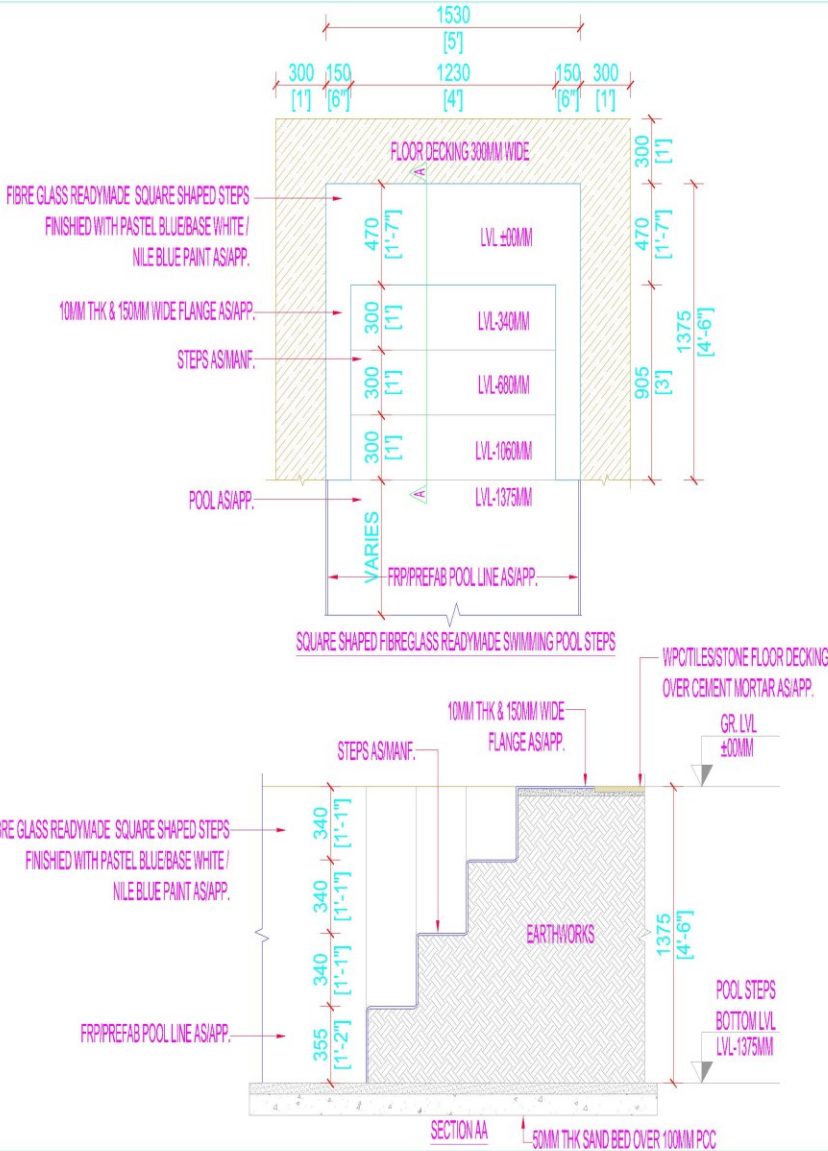 1530
[5']
300 150 1230 150 300
[1'] [6"] [4'] [6"] [1']
FLOOR DECKING 300MM WIDE
300
[1']
A
FIBRE GLASS READYMADE SQUARE SHAPED STEPS
FINISHIED WITH PASTEL BLUE/BASE WHITE /
NILE BLUE PAINT AS/APP.
470
[1'-7"]
LVL ±00MM
470
[1'-7"]
10MM THK & 150MM WIDE FLANGE AS/APP.
300
[1']
LVL-340MM
1375
[4'-6"]
STEPS AS/MANF.
300
[1']
LVL-680MM
905
[3']
300
[1']
LVL-1060MM
POOL AS/APP.
A
LVL-1375MM
VARIES
FRP/PREFAB POOL LINE AS/APP.
SQUARE SHAPED FIBREGLASS READYMADE SWIMMING POOL STEPS
WPC/TILES/STONE FLOOR DECKING
OVER CEMENT MORTAR AS/APP.
10MM THK & 150MM WIDE
FLANGE AS/APP.
GR. LVL
±00MM
STEPS AS/MANF.
340
[1'-1"]
BRE GLASS READYMADE SQUARE SHAPED STEPS
FINISHIED WITH PASTEL BLUE/BASE WHITE /
NILE BLUE PAINT AS/APP.
340
[1'-1"]
EARTHWORKS
1375
[4'-6"]
340
[1'-1"]
POOL STEPS
BOTTOM LVL
LVL-1375MM
FRP/PREFAB POOL LINE AS/APP.
355
[1'-2"]
SECTION AA
50MM THK SAND BED OVER 100MM PCC